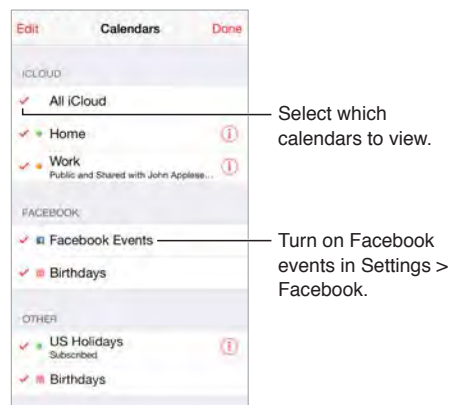 Edit Calendars Done
ICLOUD
All iCloud
Home
Work
Public and Shared with John Applese...
FACEBOOK
Facebook Events
Birthdays
OTHER
US Holidays
Subscribed
Birthdays
Select which
calendars to view.
Turn on Facebook
events in Settings >
Facebook.